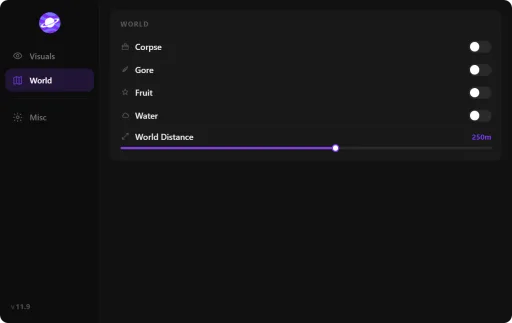 Visuals
World
Misc
v 11.9
WORLD
Corpse
Gore
Fruit
Water
World Distance 250m